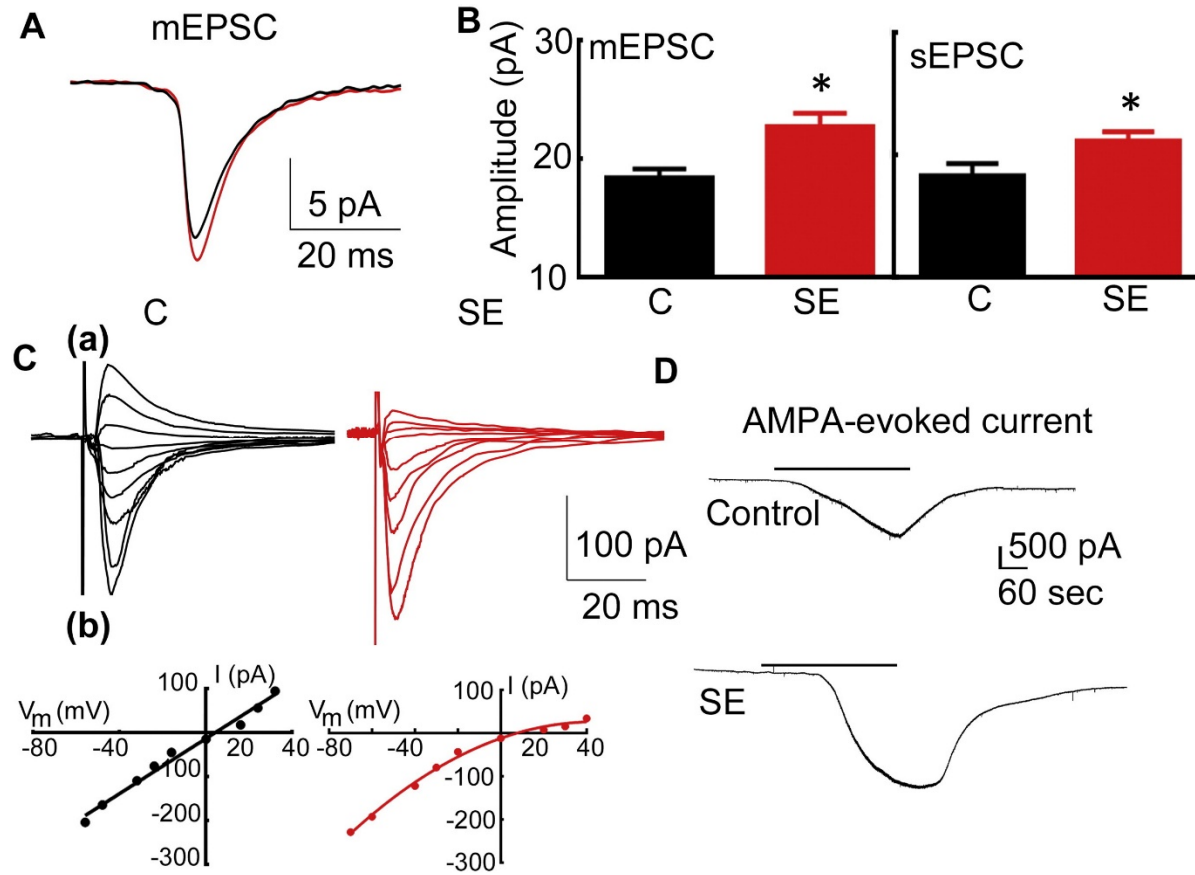 A
mEPSC
5 pA
20 ms
B
Amplitude (pA)
30
20
10
mEPSC
*
C
SE
sEPSC
*
C
SE
C
SE
C
(a)
100 pA
20 ms
(b)
Vm (mV)
I (pA)
100
-80
-40
20
40
-100
-200
-300
Vm (mV)
I (pA)
100
-80
-40
20
40
-100
-200
-300
D
AMPA-evoked current
Control
500 pA
60 sec
SE